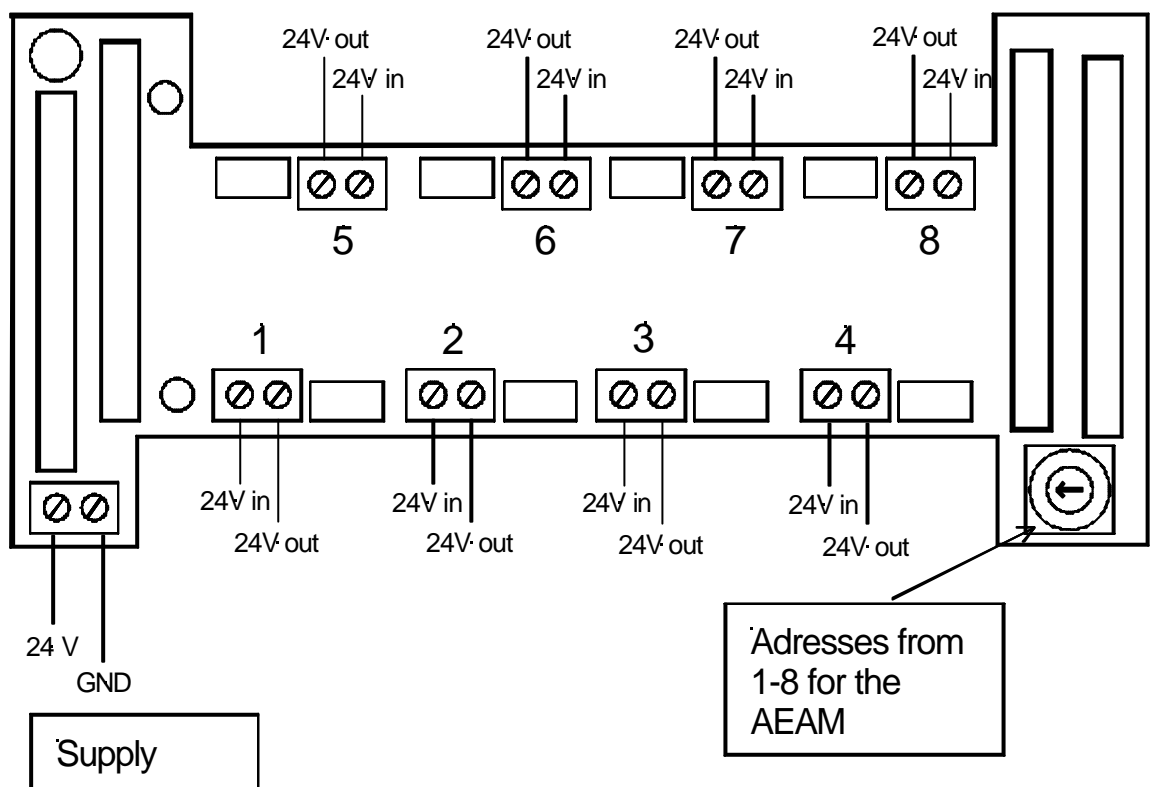 24V out 24V out 24V out 24V out
24V in 24V in 24V in 24V in
5 6 7 8
1 2 3 4
24V in 24V in 24V in 24V in
24V out 24V out 24V out 24V out
24 V
GND
Supply
Adresses from
1-8 for the
AEAM